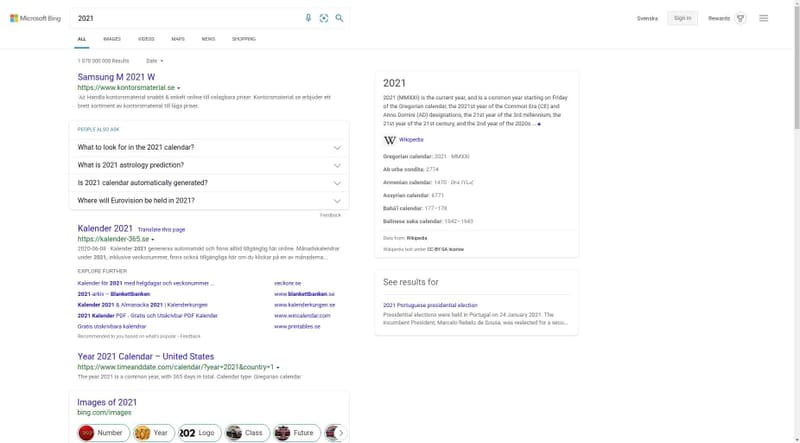 Microsoft Bing
2021
Svenska
Sign in
Rewards
ALL
IMAGES
VIDEOS
MAPS
NEWS
SHOPPING
1 070 000 000 Results
Date
Samsung M 2021 W
https://www.kontorsmaterial.se
Ad Handla kontorsmaterial snabbt & enkelt online till oslagbara priser. Kontorsmaterial.se erbjuder ett
brett sortiment av kontorsmaterial till låga priser.
PEOPLE ALSO ASK
What to look for in the 2021 calendar?
What is 2021 astrology prediction?
Is 2021 calendar automatically generated?
Where will Eurovision be held in 2021?
Feedback
Kalender 2021 Translate this page
https://kalender-365.se
2020-06-08 · Kalender 2021 genereras automatiskt och finns alltid tillgänglig här online. Månadskalendrar
under 2021, inklusive veckonummer, finns också tillgängliga här om du klickar på en av månaderna...
EXPLORE FURTHER
Kalender för 2021 med helgdagar och veckonummer ... veckonr.se
2021-arkiv – Blankettbanken www.blankettbanken.se
Kalender 2021 & Almanacka 2021 | Kalenderkungen www.kalenderkungen.se
2021 Kalender PDF - Gratis och Utskrivbar PDF Kalender www.wincalendar.com
Gratis utskrivbara kalendrar www.printables.se
Recommended to you based on what's popular • Feedback
Year 2021 Calendar – United States
https://www.timeanddate.com/calendar/?year=2021&country=1
The year 2021 is a common year, with 365 days in total. Calendar type: Gregorian calendar
Images of 2021
bing.com/images
Number
Year
Logo
Class
Future
2021
2021 (MMXXI) is the current year, and is a common year starting on Friday
of the Gregorian calendar, the 2021st year of the Common Era (CE) and
Anno Domini (AD) designations, the 21st year of the 3rd millennium, the
21st year of the 21st century, and the 2nd year of the 2020s ...
W Wikipedia
Gregorian calendar: 2021 · MMXXI
Ab urbe condita: 2774
Armenian calendar: 1470 ·
Assyrian calendar: 6771
Bahá'í calendar: 177–178
Balinese saka calendar: 1942–1943
Data from: Wikipedia
Wikipedia text under CC-BY-SA license
See results for
2021 Portuguese presidential election
Presidential elections were held in Portugal on 24 January 2021. The
incumbent President, Marcelo Rebelo de Sousa, was reelected for a seco...